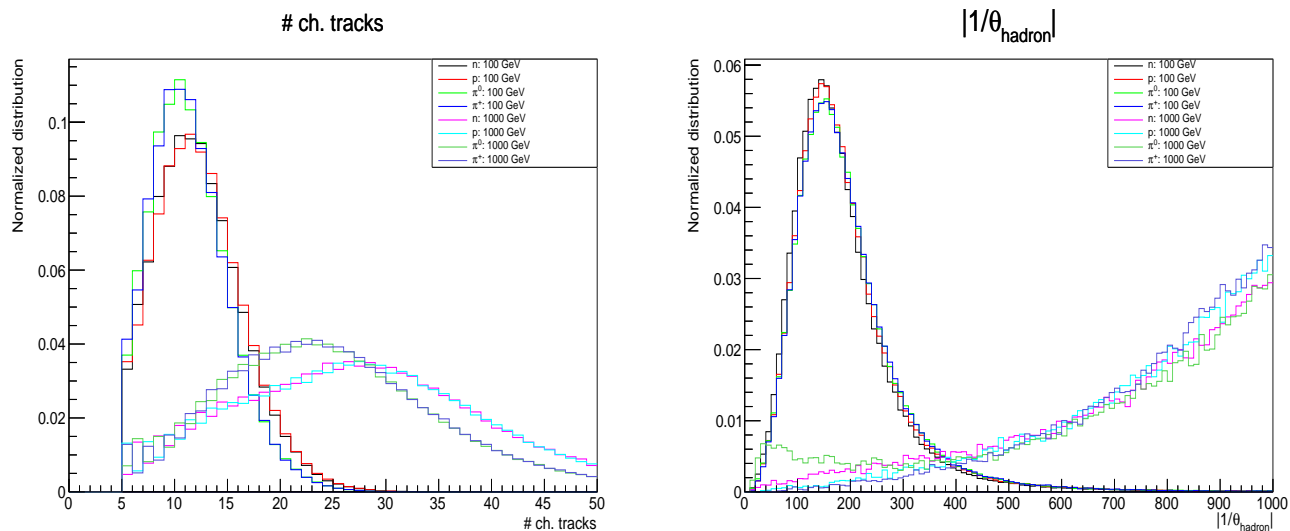 # ch. tracks
Normalized distribution
0.1
0.08
0.06
0.04
0.02
0
0 5 10 15 20 25 30 35 40 45 50
# ch. tracks
n: 100 GeV
p: 100 GeV
π⁰: 100 GeV
π⁺: 100 GeV
n: 1000 GeV
p: 1000 GeV
π⁰: 1000 GeV
π⁺: 1000 GeV
|1/θhadron|
Normalized distribution
0.06
0.05
0.04
0.03
0.02
0.01
0
0 100 200 300 400 500 600 700 800 900 1000
|1/θhadron|
n: 100 GeV
p: 100 GeV
π⁰: 100 GeV
π⁺: 100 GeV
n: 1000 GeV
p: 1000 GeV
π⁰: 1000 GeV
π⁺: 1000 GeV